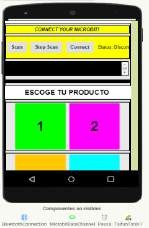 CONNECT YOUR MICROBIT!
Scan Stop Scan Connect Status: Discon
ESCOGE TU PRODUCTO
1 2
Componentes no visibles